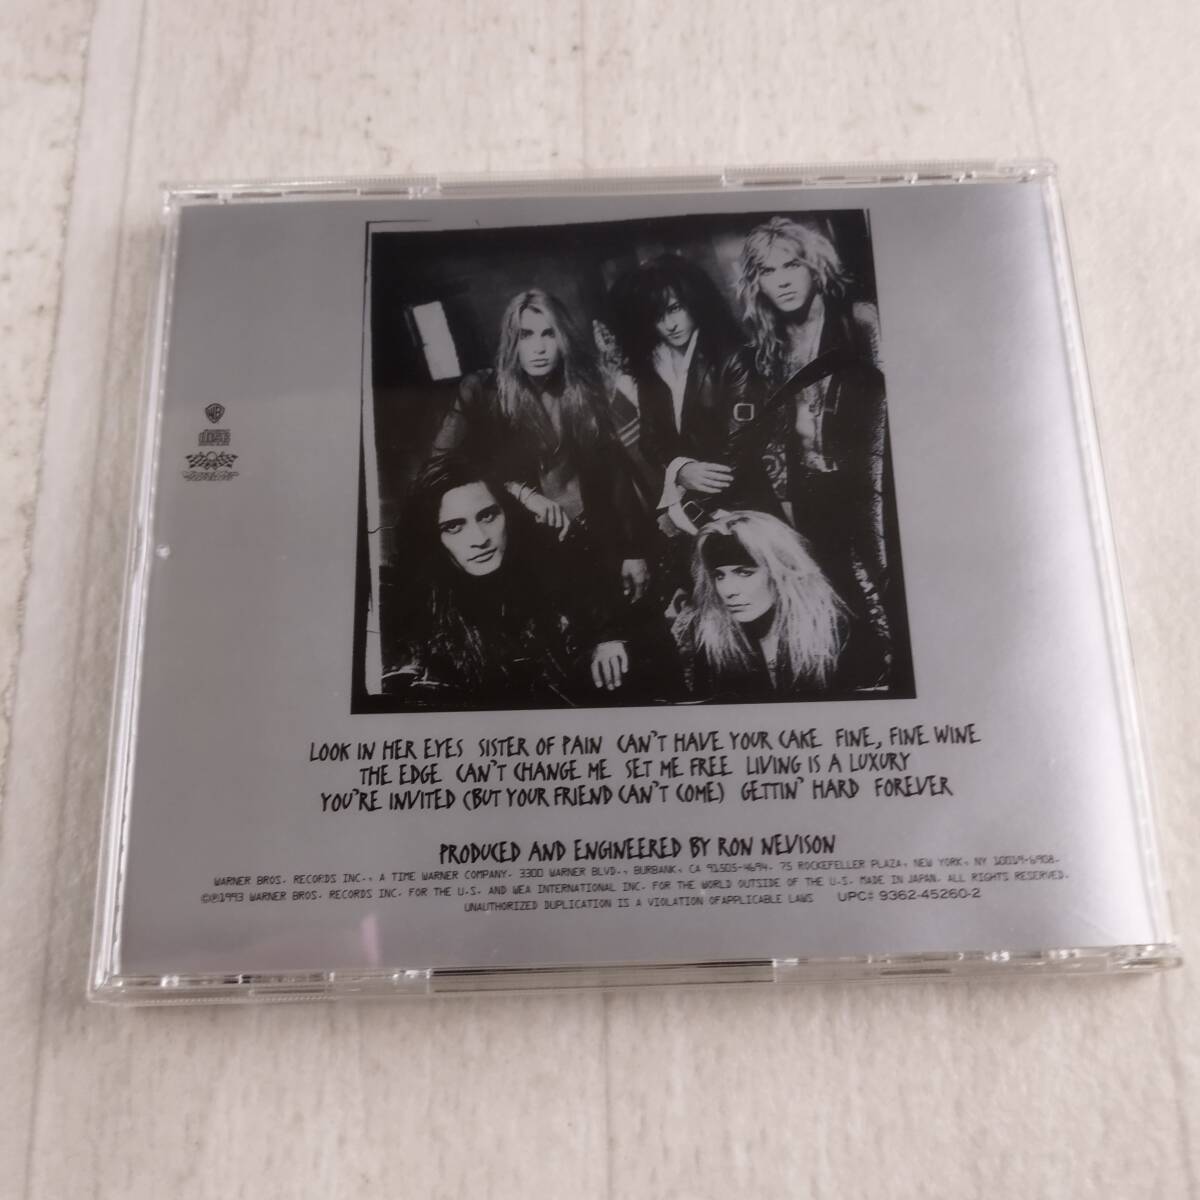 WB
LOOK IN HER EYES SISTER OF PAIN CAN'T HAVE YOUR CAKE FINE, FINE WINE
THE EDGE CAN'T CHANGE ME SET ME FREE LIVING IS A LUXURY
YOU'RE INVITED (BUT YOUR FRIEND CAN'T COME) GETTIN' HARD FOREVER
PRODUCED AND ENGINEERED BY RON NEVISON
WARNER BROS. RECORDS INC., A TIME WARNER COMPANY. 3300 WARNER BLVD., BURBANK, CA 91505-4694. 75 ROCKEFELLER PLAZA, NEW YORK, NY 10019-6908.
©℗1993 WARNER BROS. RECORDS INC. FOR THE U.S. AND WEA INTERNATIONAL INC. FOR THE WORLD OUTSIDE OF THE U.S. MADE IN JAPAN. ALL RIGHTS RESERVED.
UNAUTHORIZED DUPLICATION IS A VIOLATION OFAPPLICABLE LAWS UPC# 9362-45260-2